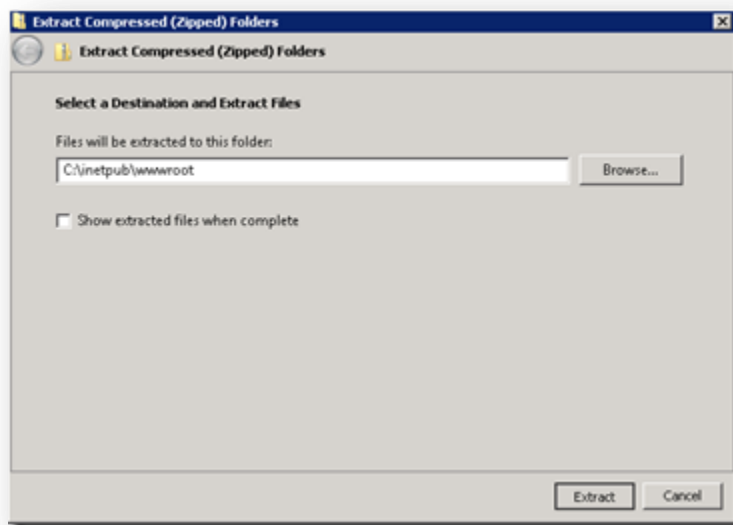 Extract Compressed (Zipped) Folders
Extract Compressed (Zipped) Folders
Select a Destination and Extract Files
Files will be extracted to this folder:
C:\inetpub\wwwroot
Browse...
Show extracted files when complete
Extract
Cancel